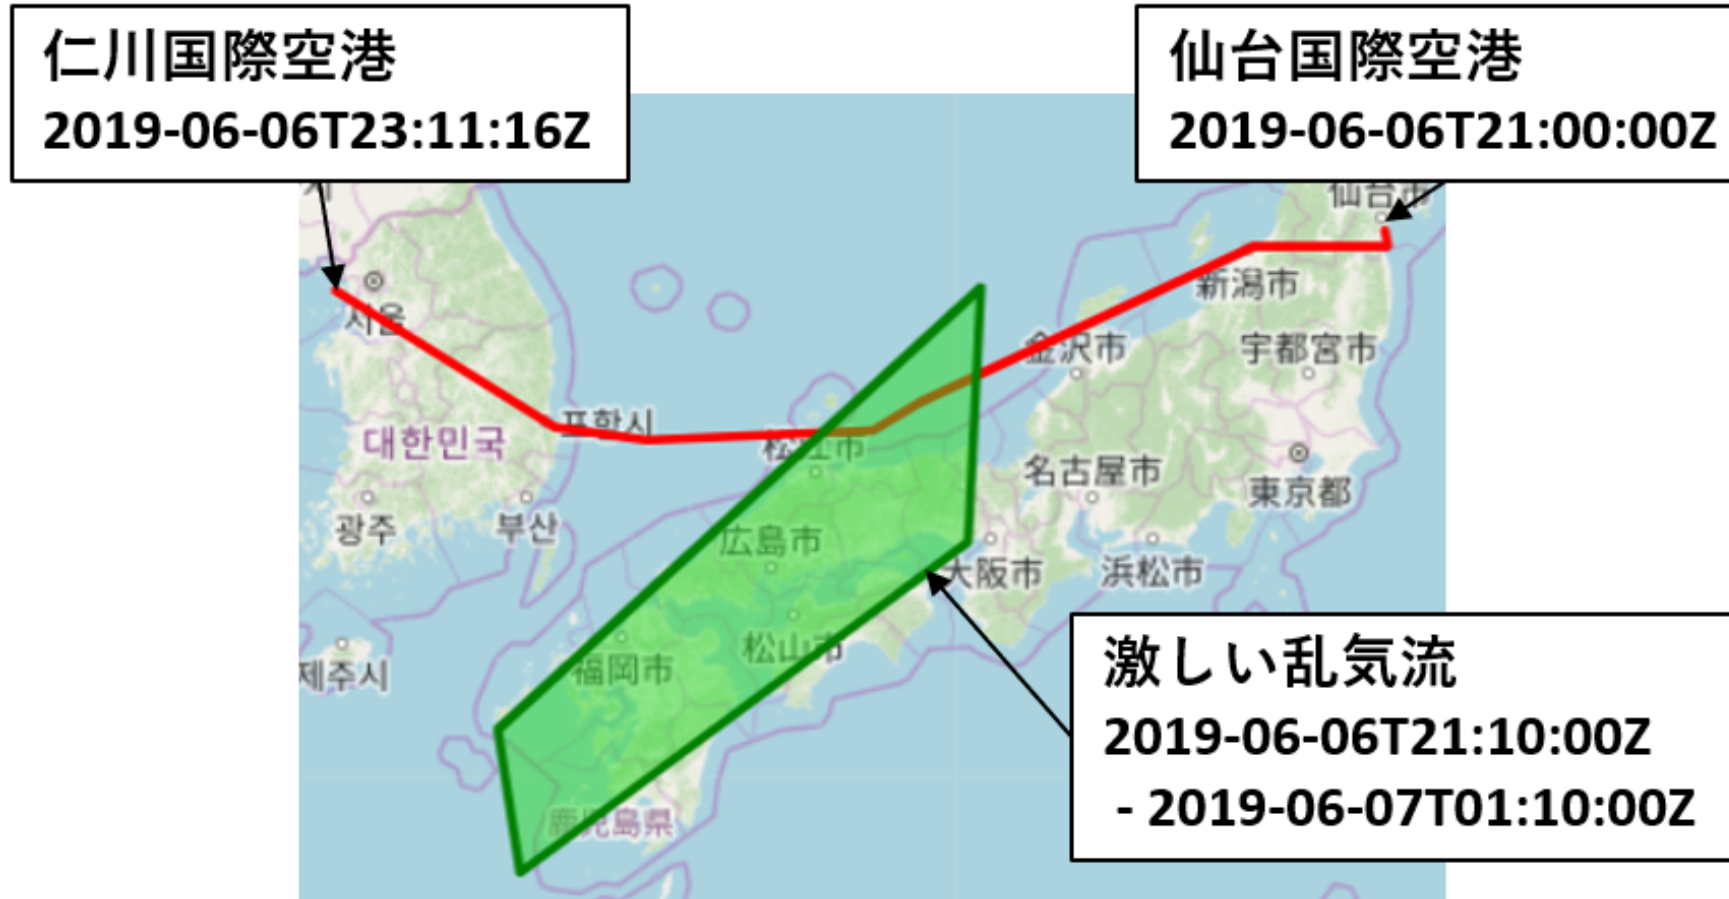 仁川国際空港
2019-06-06T23:11:16Z
仙台国際空港
2019-06-06T21:00:00Z
仙台市
서울
新潟市
金沢市
宇都宮市
포항시
대한민국
松江市
名古屋市
東京都
광주
부산
広島市
大阪市
浜松市
제주시
福岡市
松山市
鹿児島県
激しい乱気流
2019-06-06T21:10:00Z
- 2019-06-07T01:10:00Z